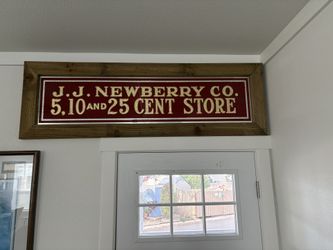 J.J. NEWBERRY CO.
5, 10 AND 25 CENT STORE